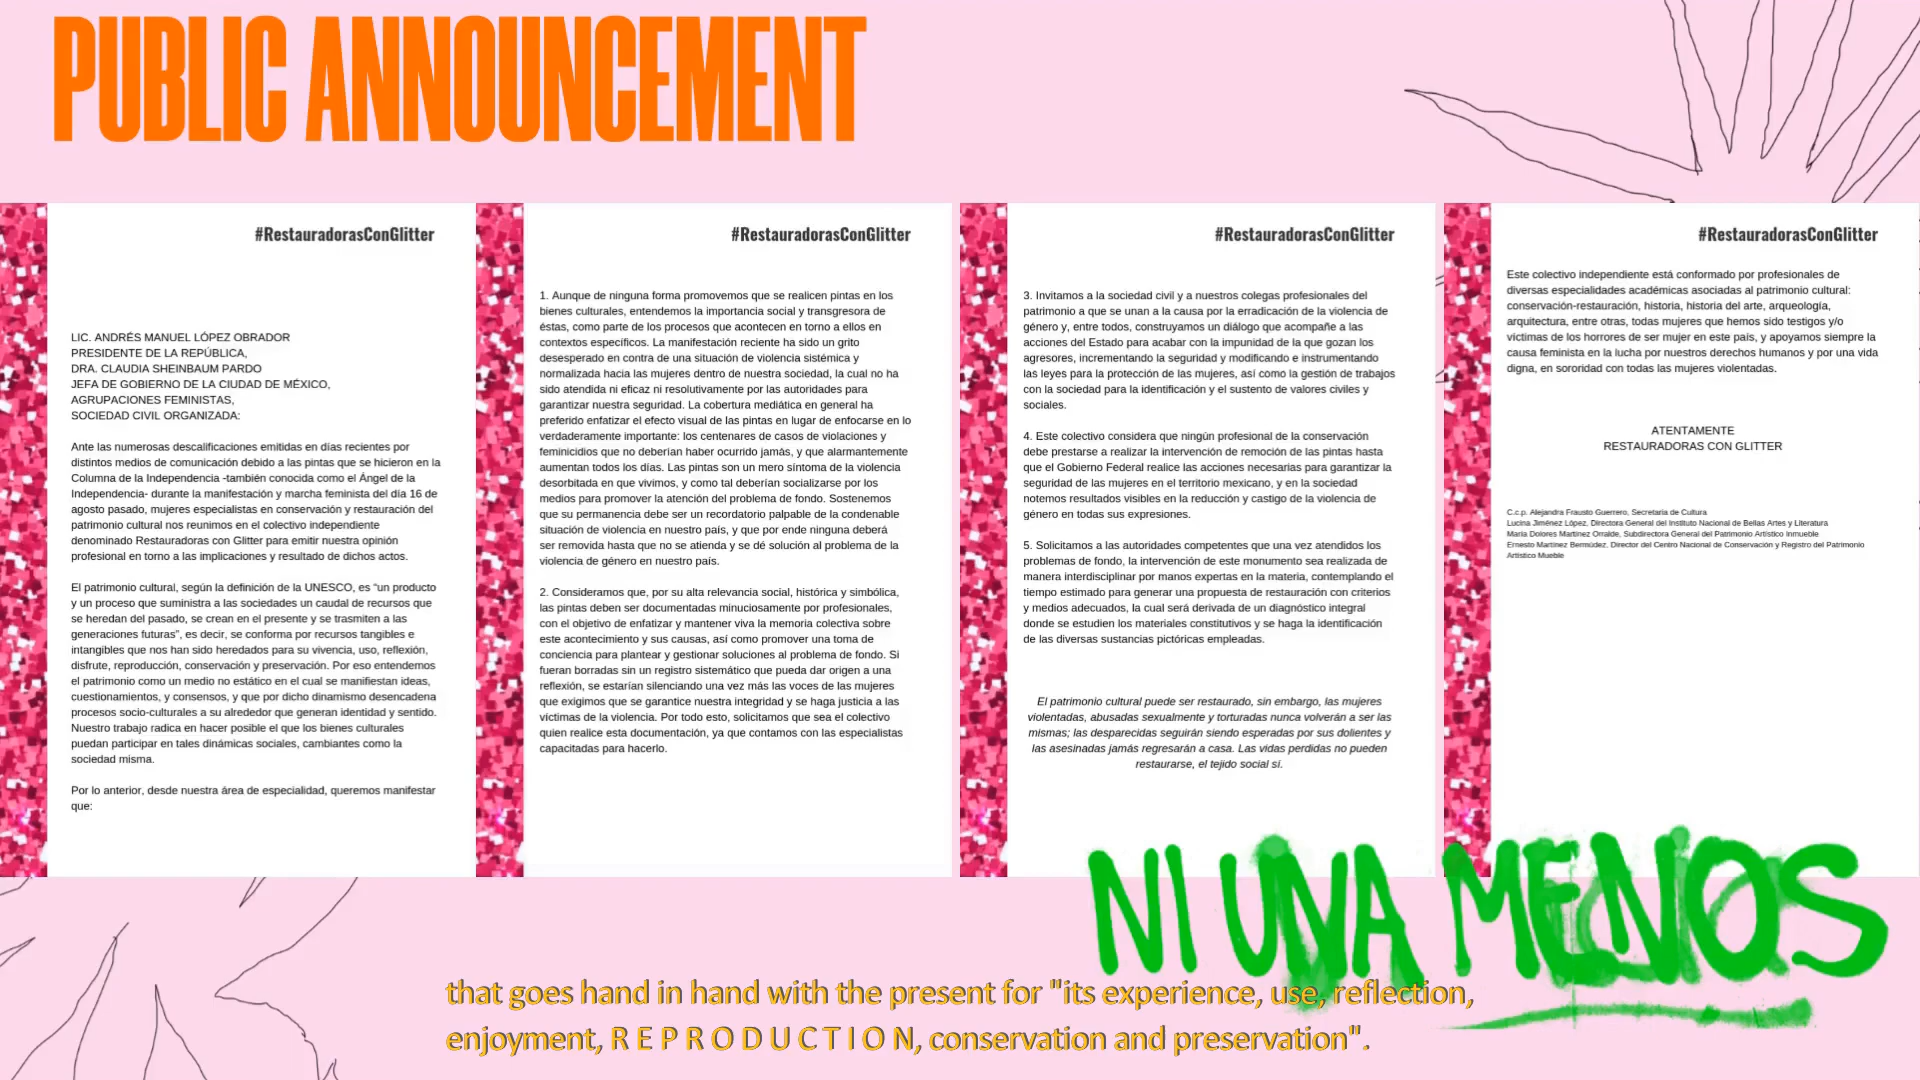 PUBLIC ANNOUNCEMENT
#RestauradorasConGlitter
LIC. ANDRÉS MANUEL LÓPEZ OBRADOR
PRESIDENTE DE LA REPÚBLICA,
DRA. CLAUDIA SHEINBAUM PARDO
JEFA DE GOBIERNO DE LA CIUDAD DE MÉXICO,
AGRUPACIONES FEMINISTAS,
SOCIEDAD CIVIL ORGANIZADA:
Ante las numerosas descalificaciones emitidas en días recientes por
distintos medios de comunicación debido a las pintas que se hicieron en la
Columna de la Independencia -también conocida como el Ángel de la
Independencia- durante la manifestación y marcha feminista del día 16 de
agosto pasado, mujeres especialistas en conservación y restauración del
patrimonio cultural nos reunimos en el colectivo independiente
denominado Restauradoras con Glitter para emitir nuestra opinión
profesional en torno a las implicaciones y resultado de dichos actos.
El patrimonio cultural, según la definición de la UNESCO, es “un producto
y un proceso que suministra a las sociedades un caudal de recursos que
se heredan del pasado, se crean en el presente y se trasmiten a las
generaciones futuras”, es decir, se conforma por recursos tangibles e
intangibles que nos han sido heredados para su vivencia, uso, reflexión,
disfrute, reproducción, conservación y preservación. Por eso entendemos
el patrimonio como un medio no estático en el cual se manifiestan ideas,
cuestionamientos, y consensos, y que por dicho dinamismo desencadena
procesos socio-culturales a su alrededor que generan identidad y sentido.
Nuestro trabajo radica en hacer posible el que los bienes culturales
puedan participar en tales dinámicas sociales, cambiantes como la
sociedad misma.
Por lo anterior, desde nuestra área de especialidad, queremos manifestar
que:
#RestauradorasConGlitter
1. Aunque de ninguna forma promovemos que se realicen pintas en los
bienes culturales, entendemos la importancia social y transgresora de
éstas, como parte de los procesos que acontecen en torno a ellos en
contextos específicos. La manifestación reciente ha sido un grito
desesperado en contra de una situación de violencia sistémica y
normalizada hacia las mujeres dentro de nuestra sociedad, la cual no ha
sido atendida ni eficaz ni resolutivamente por las autoridades para
garantizar nuestra seguridad. La cobertura mediática en general ha
preferido enfatizar el efecto visual de las pintas en lugar de enfocarse en lo
verdaderamente importante: los centenares de casos de violaciones y
feminicidios que no deberían haber ocurrido jamás, y que alarmantemente
aumentan todos los días. Las pintas son un mero síntoma de la violencia
desorbitada en que vivimos, y como tal deberían socializarse por los
medios para promover la atención del problema de fondo. Sostenemos
que su permanencia debe ser un recordatorio palpable de la condenable
situación de violencia en nuestro país, y que por ende ninguna deberá
ser removida hasta que no se atienda y se dé solución al problema de la
violencia de género en nuestro país.
2. Consideramos que, por su alta relevancia social, histórica y simbólica,
las pintas deben ser documentadas minuciosamente por profesionales,
con el objetivo de enfatizar y mantener viva la memoria colectiva sobre
este acontecimiento y sus causas, así como promover una toma de
conciencia para plantear y gestionar soluciones al problema de fondo. Si
fueran borradas sin un registro sistemático que pueda dar origen a una
reflexión, se estarían silenciando una vez más las voces de las mujeres
que exigimos que se garantice nuestra integridad y se haga justicia a las
víctimas de la violencia. Por todo esto, solicitamos que sea el colectivo
quien realice esta documentación, ya que contamos con las especialistas
capacitadas para hacerlo.
#RestauradorasConGlitter
3. Invitamos a la sociedad civil y a nuestros colegas profesionales del
patrimonio a que se unan a la causa por la erradicación de la violencia de
género y, entre todos, construyamos un diálogo que acompañe a las
acciones del Estado para acabar con la impunidad de la que gozan los
agresores, incrementando la seguridad y modificando e instrumentando
las leyes para la protección de las mujeres, así como la gestión de trabajos
con la sociedad para la identificación y el sustento de valores civiles y
sociales.
4. Este colectivo considera que ningún profesional de la conservación
debe prestarse a realizar la intervención de remoción de las pintas hasta
que el Gobierno Federal realice las acciones necesarias para garantizar la
seguridad de las mujeres en el territorio mexicano, y en la sociedad
notemos resultados visibles en la reducción y castigo de la violencia de
género en todas sus expresiones.
5. Solicitamos a las autoridades competentes que una vez atendidos los
problemas de fondo, la intervención de este monumento sea realizada de
manera interdisciplinar por manos expertas en la materia, contemplando el
tiempo estimado para generar una propuesta de restauración con criterios
y medios adecuados, la cual será derivada de un diagnóstico integral
donde se estudien los materiales constitutivos y se haga la identificación
de las diversas sustancias pictóricas empleadas.
El patrimonio cultural puede ser restaurado, sin embargo, las mujeres
violentadas, abusadas sexualmente y torturadas nunca volverán a ser las
mismas; las desparecidas seguirán siendo esperadas por sus dolientes y
las asesinadas jamás regresarán a casa. Las vidas perdidas no pueden
restaurarse, el tejido social sí.
#RestauradorasConGlitter
Este colectivo independiente está conformado por profesionales de
diversas especialidades académicas asociadas al patrimonio cultural:
conservación-restauración, historia, historia del arte, arqueología,
arquitectura, entre otras, todas mujeres que hemos sido testigos y/o
víctimas de los horrores de ser mujer en este país, y apoyamos siempre la
causa feminista en la lucha por nuestros derechos humanos y por una vida
digna, en sororidad con todas las mujeres violentadas.
ATENTAMENTE
RESTAURADORAS CON GLITTER
C.c.p. Alejandra Frausto Guerrero, Secretaria de Cultura
Lucina Jiménez López, Directora General del Instituto Nacional de Bellas Artes y Literatura
María Dolores Martínez Orralde, Subdirectora General del Patrimonio Artístico Inmueble
Ernesto Martínez Bermúdez, Director del Centro Nacional de Conservación y Registro del Patrimonio
Artístico Mueble
NI UNA MENOS
that goes hand in hand with the present for "its experience, use, reflection,
enjoyment, R E P R O D U C T I O N, conservation and preservation".